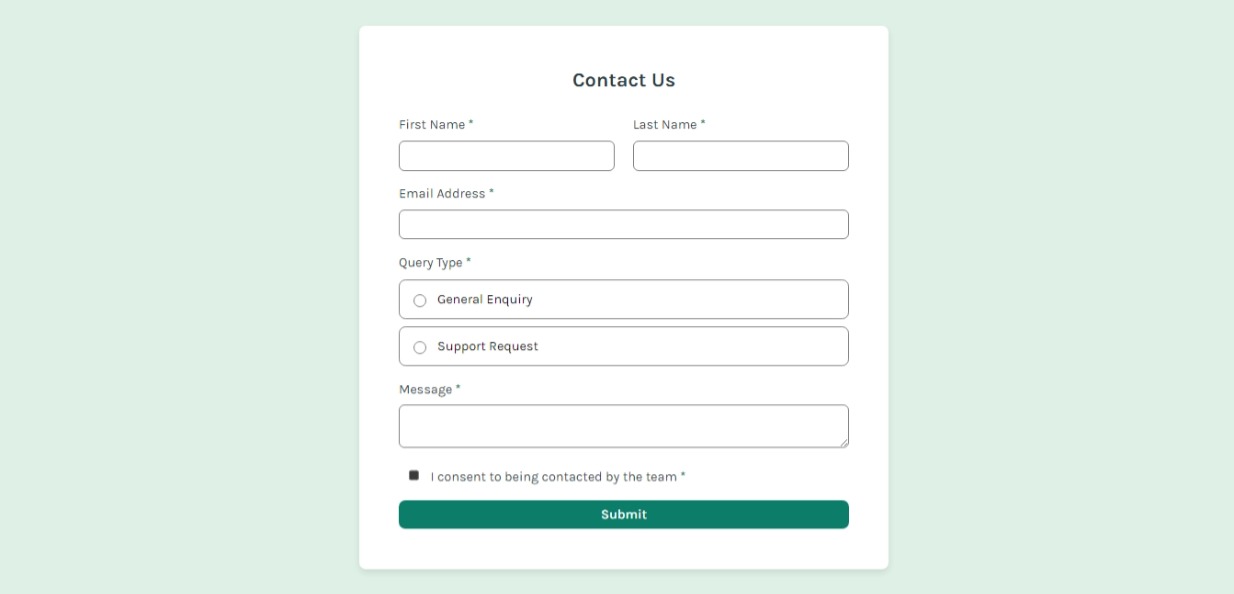 Contact Us
First Name * Last Name *
Email Address *
Query Type *
General Enquiry
Support Request
Message *
I consent to being contacted by the team *
Submit